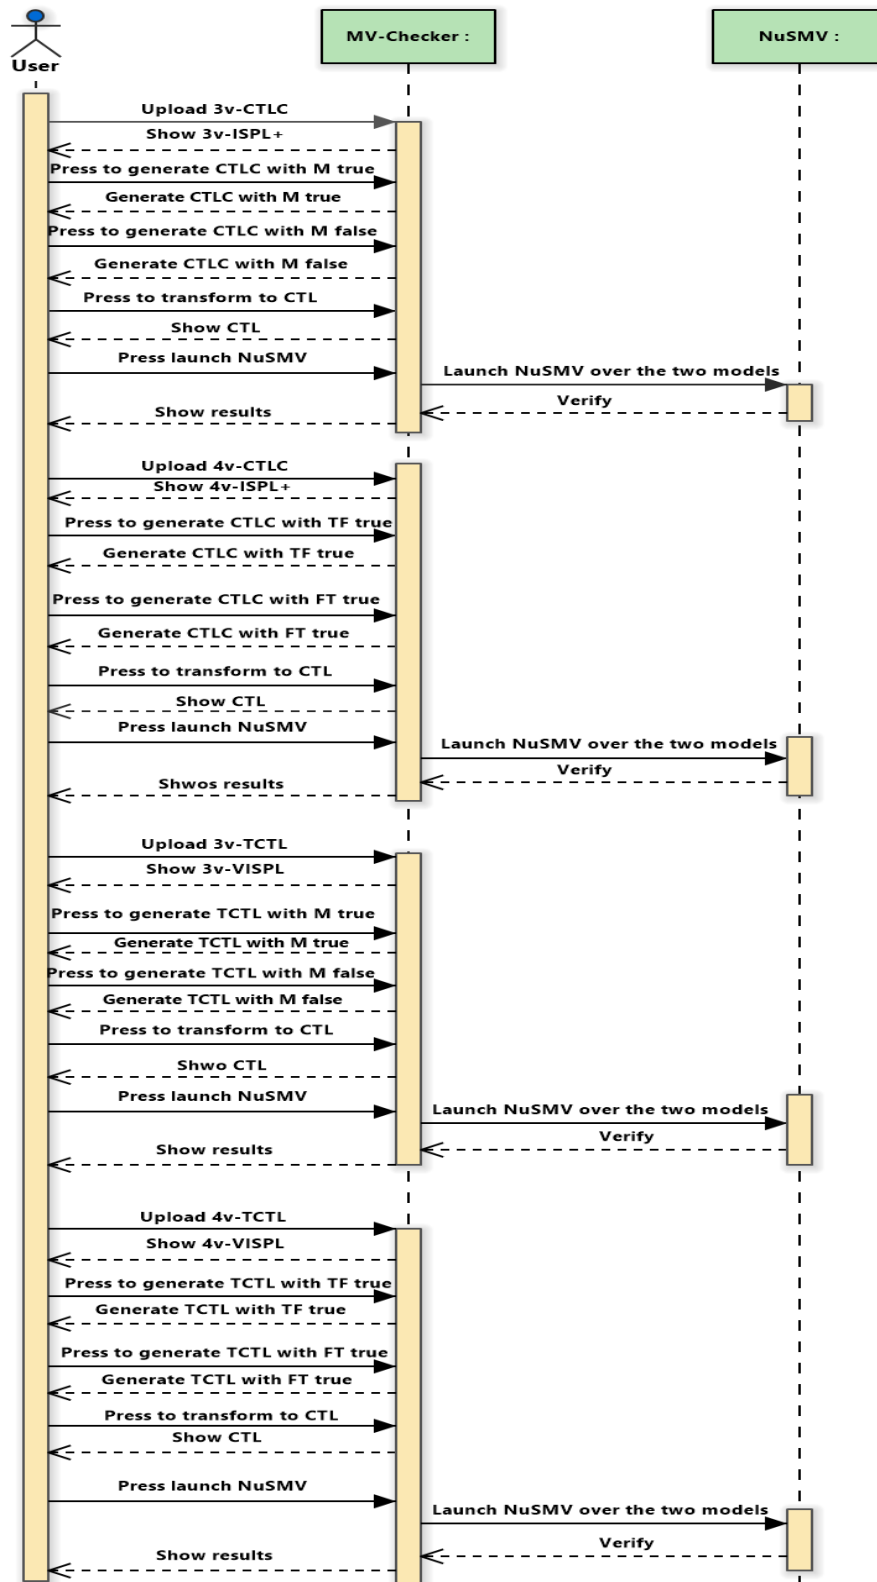 User
MV-Checker :
NuSMV :
Upload 3v-CTLC
Show 3v-ISPL+
Press to generate CTLC with M true
Generate CTLC with M true
Press to generate CTLC with M false
Generate CTLC with M false
Press to transform to CTL
Show CTL
Press launch NuSMV
Launch NuSMV over the two models
Verify
Show results
Upload 4v-CTLC
Show 4v-ISPL+
Press to generate CTLC with TF true
Generate CTLC with TF true
Press to generate CTLC with FT true
Generate CTLC with FT true
Press to transform to CTL
Show CTL
Press launch NuSMV
Launch NuSMV over the two models
Verify
Shwos results
Upload 3v-TCTL
Show 3v-VISPL
Press to generate TCTL with M true
Generate TCTL with M true
Press to generate TCTL with M false
Generate TCTL with M false
Press to transform to CTL
Shwo CTL
Press launch NuSMV
Launch NuSMV over the two models
Verify
Show results
Upload 4v-TCTL
Show 4v-VISPL
Press to generate TCTL with TF true
Generate TCTL with TF true
Press to generate TCTL with FT true
Generate TCTL with FT true
Press to transform to CTL
Show CTL
Press launch NuSMV
Launch NuSMV over the two models
Verify
Show results